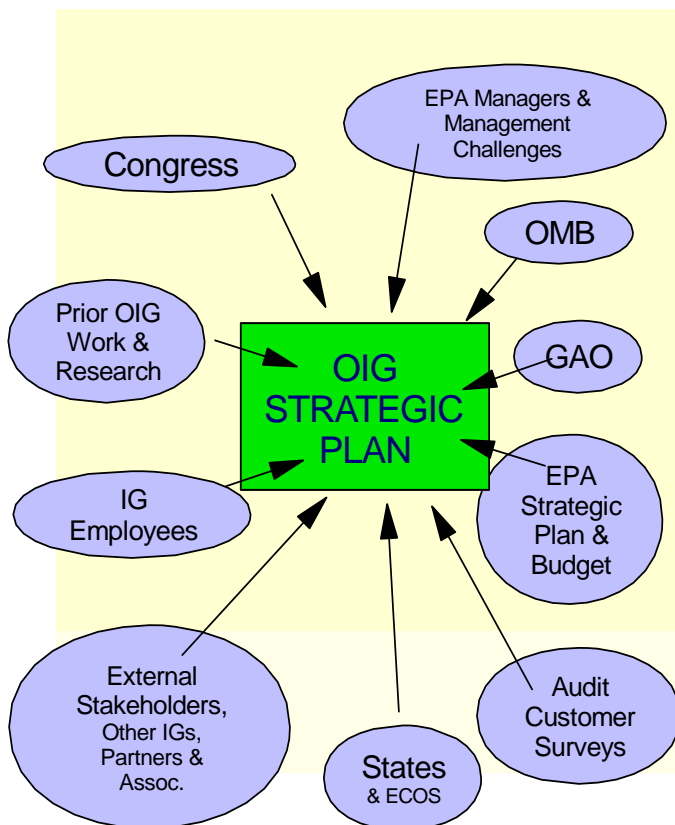 EPA Managers &
Management
Challenges
Congress
OMB
Prior OIG
Work &
Research
OIG
STRATEGIC
PLAN
GAO
IG
Employees
EPA
Strategic
Plan &
Budget
External
Stakeholders,
Other IGs,
Partners &
Assoc.
States
& ECOS
Audit
Customer
Surveys